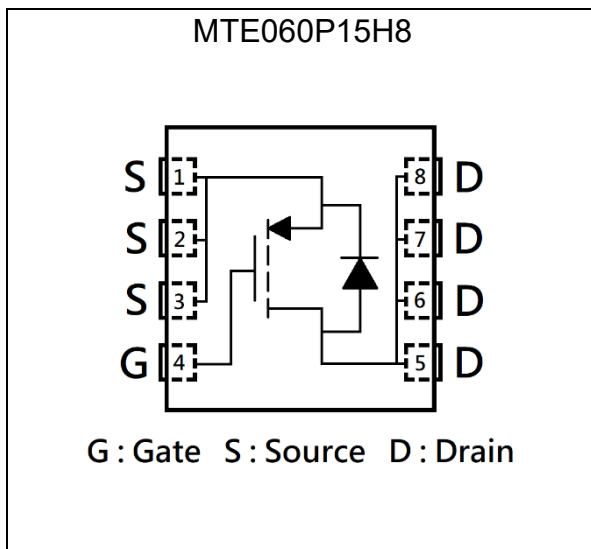 MTE060P15H8
S 1 8 D
S 2 7 D
S 3 6 D
G 4 5 D
G : Gate S : Source D : Drain